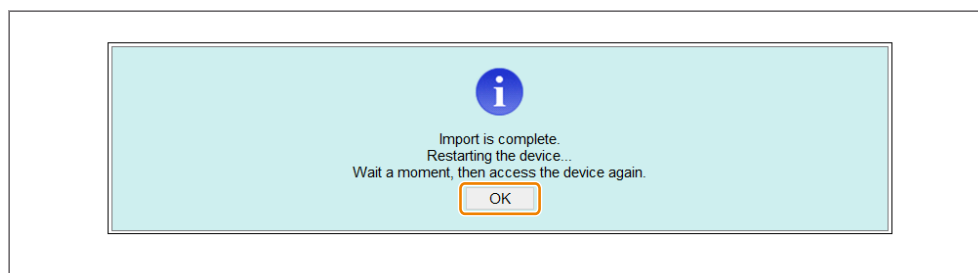 Import is complete.
Restarting the device...
Wait a moment, then access the device again.
OK